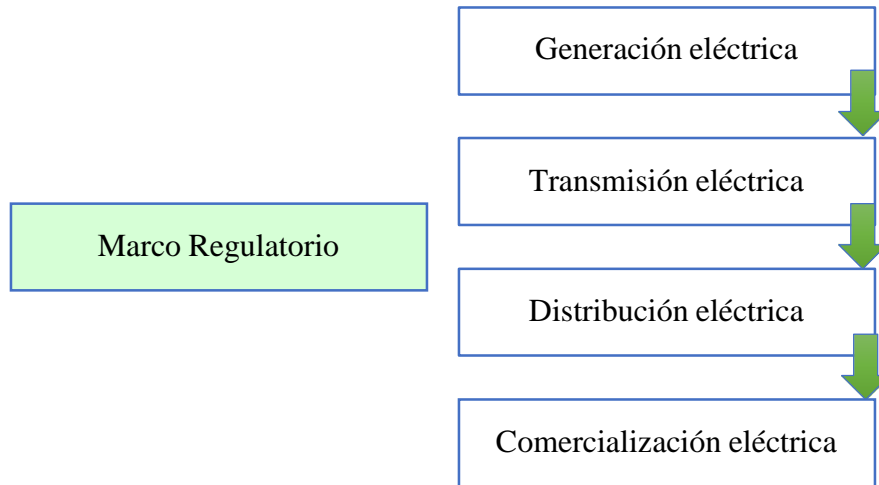 Generación eléctrica
Transmisión eléctrica
Marco Regulatorio
Distribución eléctrica
Comercialización eléctrica